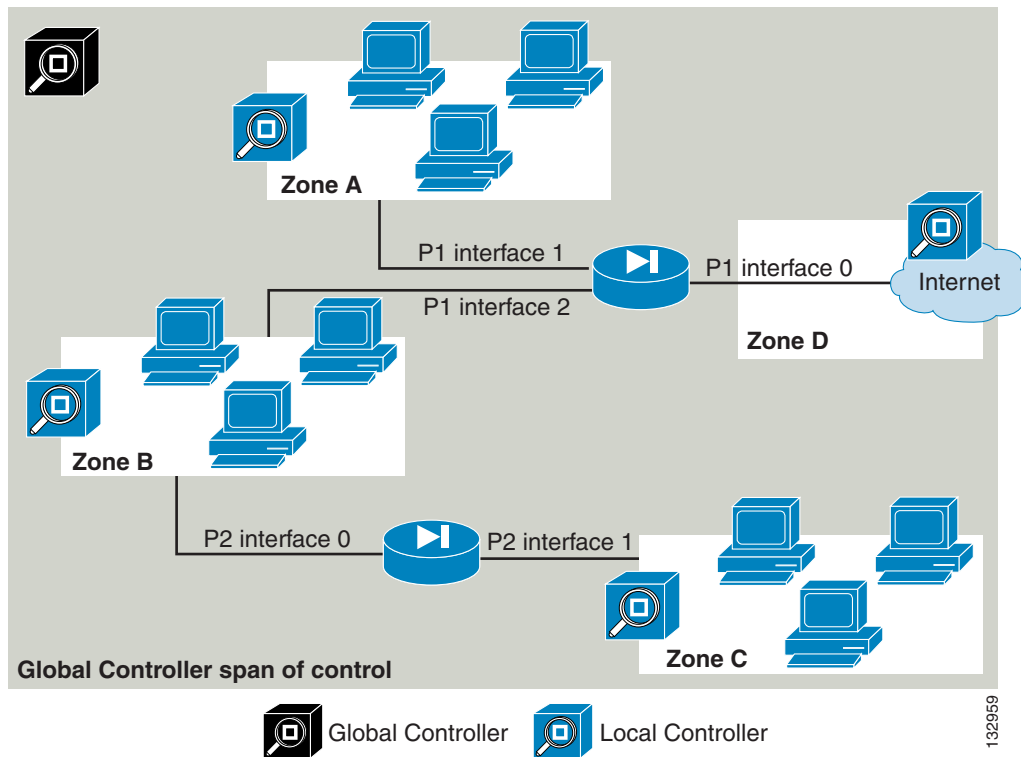 Zone A
P1 interface 1
P1 interface 0
Internet
P1 interface 2
Zone D
Zone B
P2 interface 0
P2 interface 1
Zone C
Global Controller span of control
132959
Global Controller
Local Controller